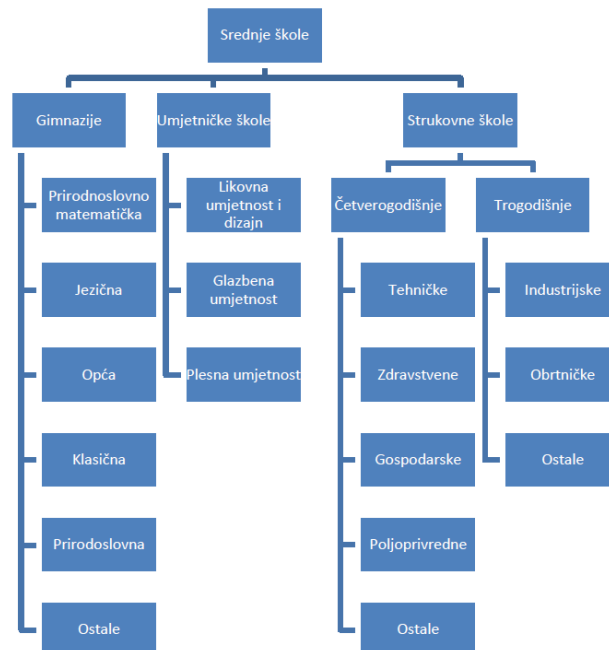 Srednje škole
Gimnazije
Umjetničke škole
Strukovne škole
Prirodnoslovno
matematička
Jezična
Opća
Klasična
Prirodoslovna
Ostale
Likovna
umjetnost i
dizajn
Glazbena
umjetnost
Plesna umjetnost
Četverogodišnje
Trogodišnje
Tehničke
Zdravstvene
Gospodarske
Poljoprivredne
Ostale
Industrijske
Obrtničke
Ostale